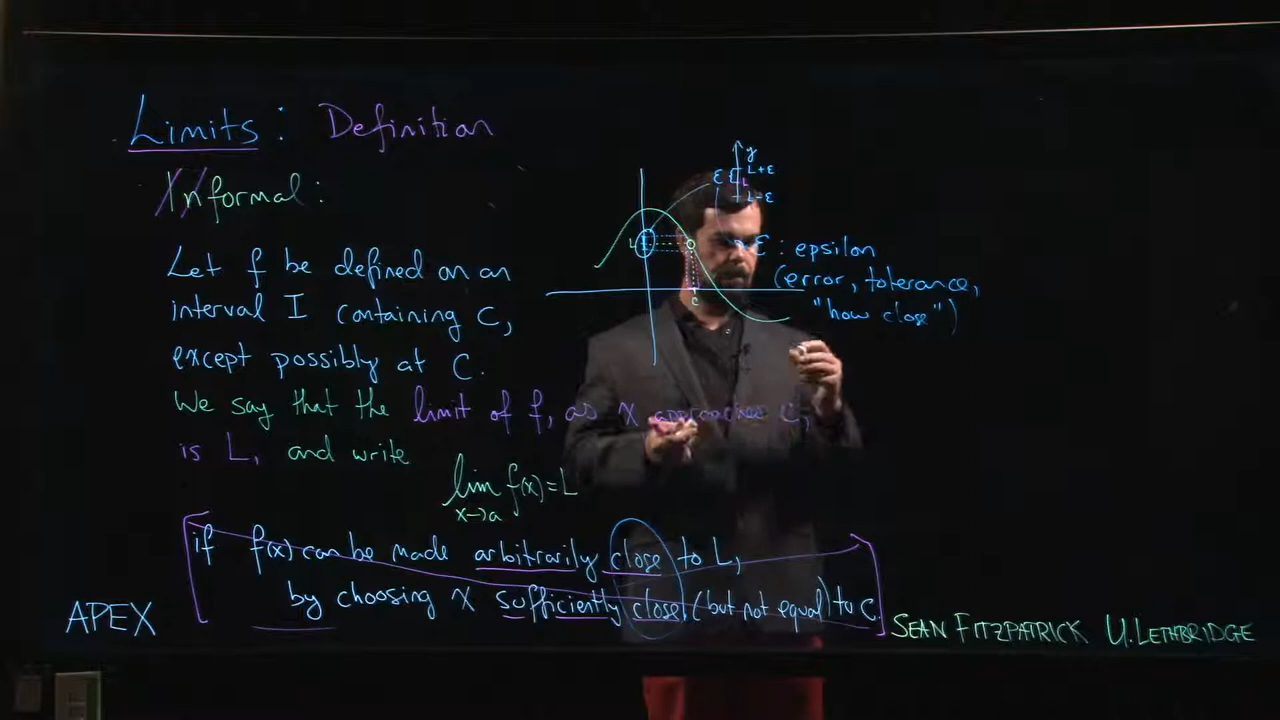 Limits: Definition
Informal:
Let f be defined on an
interval I containing c,
except possibly at c.
We say that the limit of f, as x approaches c,
is L, and write
lim f(x) = L
x→a
if f(x) can be made arbitrarily close to L,
by choosing x sufficiently close (but not equal) to c.
y
L+ε
ε L
L-ε
L
c
ε : epsilon
(error, tolerance,
"how close")
APEX
SEAN FITZPATRICK U. LETHBRIDGE